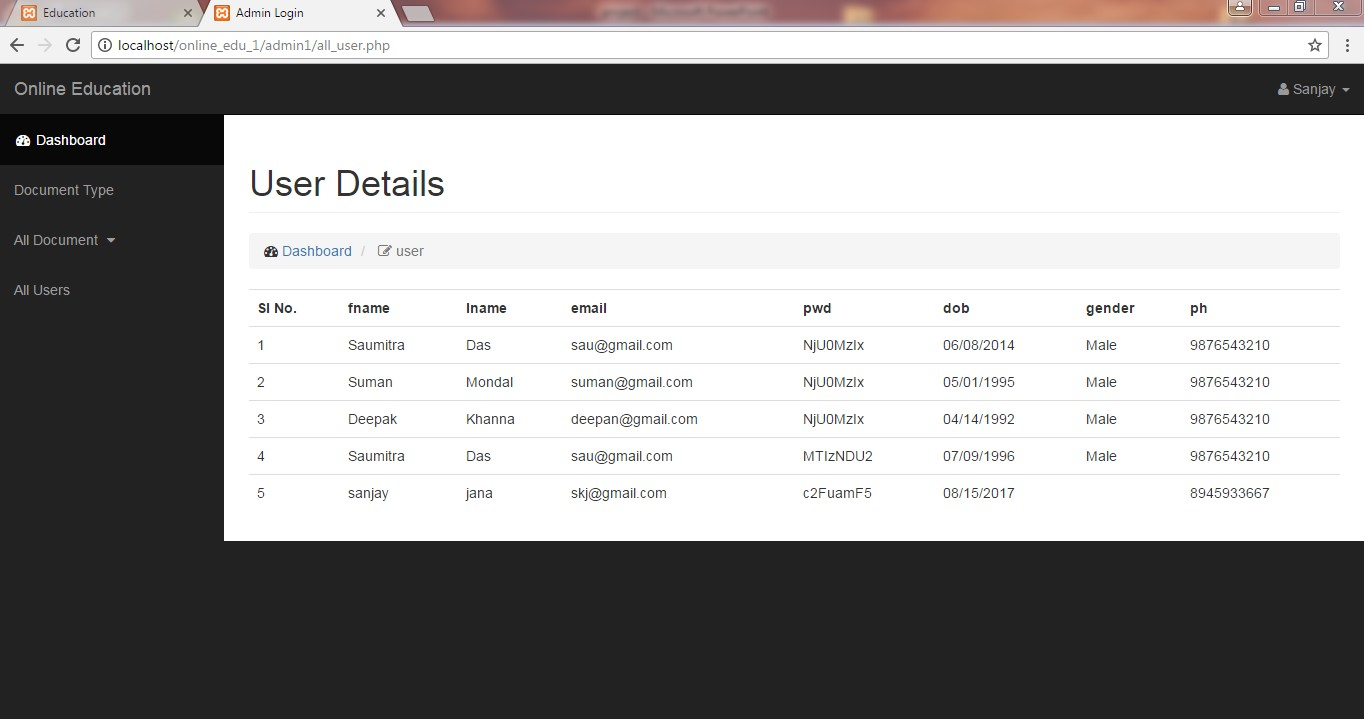 Education
Admin Login
localhost/online_edu_1/admin1/all_user.php
Online Education
Sanjay
Dashboard
Document Type
All Document
All Users
User Details
Dashboard / user
Sl No. fname lname email pwd dob gender ph
1 Saumitra Das sau@gmail.com NjU0MzIx 06/08/2014 Male 9876543210
2 Suman Mondal suman@gmail.com NjU0MzIx 05/01/1995 Male 9876543210
3 Deepak Khanna deepan@gmail.com NjU0MzIx 04/14/1992 Male 9876543210
4 Saumitra Das sau@gmail.com MTIzNDU2 07/09/1996 Male 9876543210
5 sanjay jana skj@gmail.com c2FuamF5 08/15/2017 8945933667